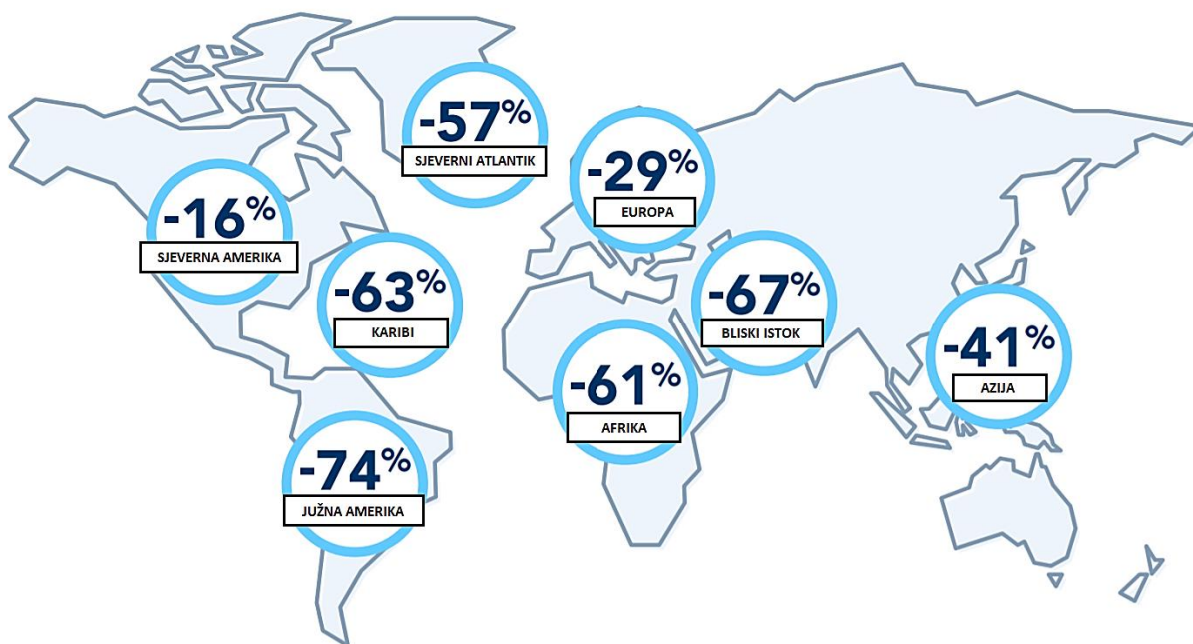 -57%
SJEVERNI ATLANTIK
-29%
EUROPA
-16%
SJEVERNA AMERIKA
-63%
KARIBI
-67%
BLISKI ISTOK
-41%
AZIJA
-61%
AFRIKA
-74%
JUŽNA AMERIKA